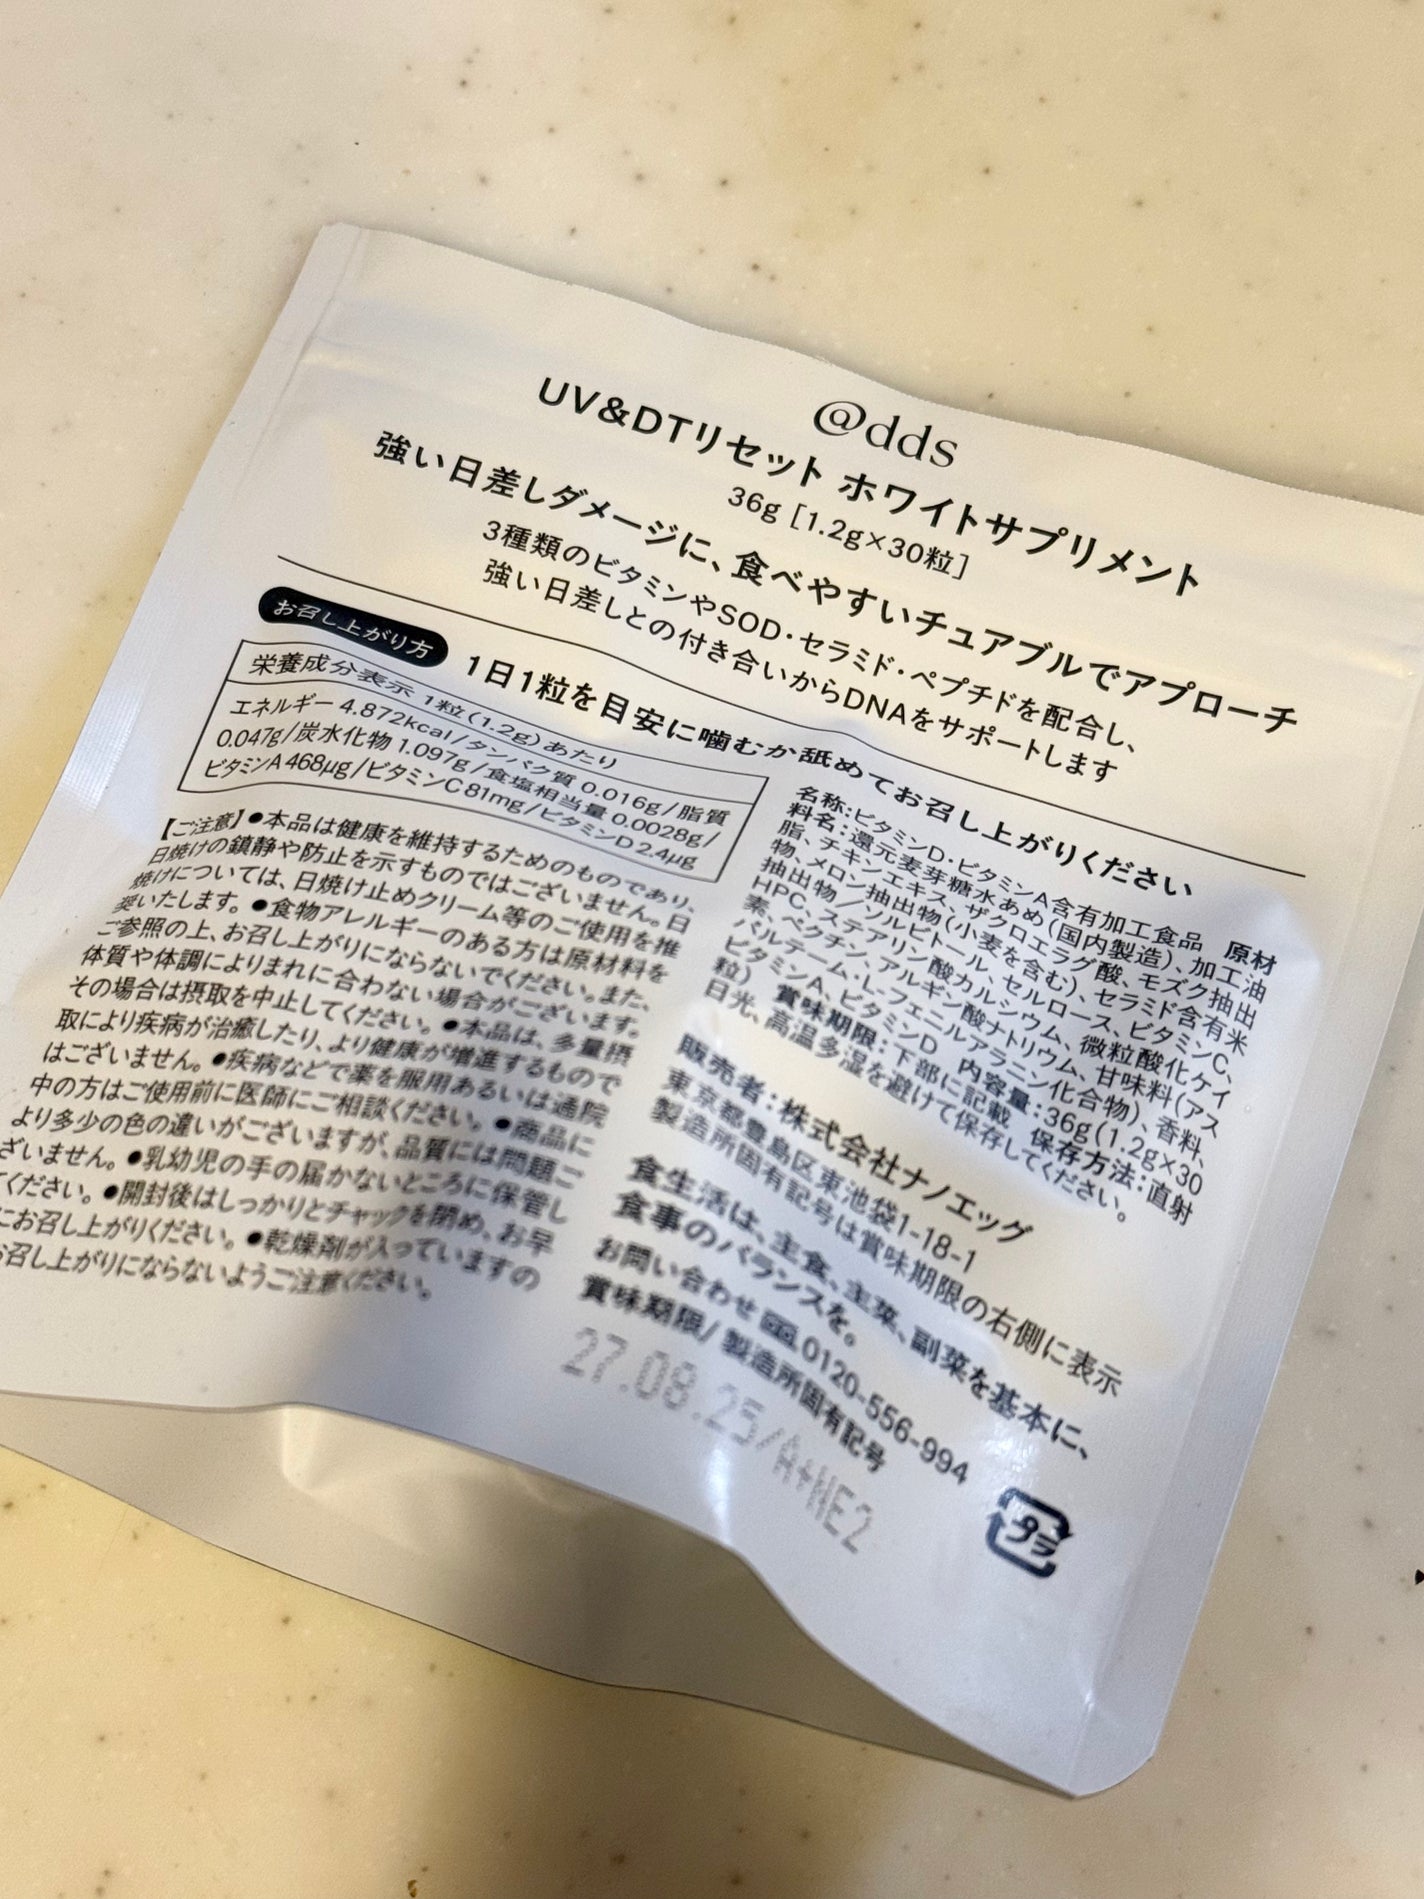 @dds
UV&DTリセット ホワイトサプリメント
36g [1.2g×30粒]
強い日差しダメージに、食べやすいチュアブルでアプローチ
3種類のビタミンやSOD・セラミド・ペプチドを配合し、
強い日差しとの付き合いからDNAをサポートします
お召し上がり方 1日1粒を目安に噛むか舐めてお召し上がりください
栄養成分表示 1粒(1.2g)あたり
エネルギー 4.872kcal/タンパク質 0.016g/脂質
0.047g/炭水化物 1.097g/食塩相当量 0.0028g/
ビタミンA 468μg/ビタミンC 81mg/ビタミンD 2.4μg
【ご注意】●本品は健康を維持するためのものであり、
日焼けの鎮静や防止を示すものではございません。日
焼けについては、日焼け止めクリーム等のご使用を推
奨いたします。●食物アレルギーのある方は原材料を
ご参照の上、お召し上がりにならないでください。また、
体質や体調によりまれに合わない場合がございます。
その場合は摂取を中止してください。●本品は、多量摂
取により疾病が治癒したり、より健康が増進するもので
はございません。●疾病などで薬を服用あるいは通院
中の方はご使用前に医師にご相談ください。●商品に
より多少の色の違いがございますが、品質には問題ご
ざいません。●乳幼児の手の届かないところに保管し
てください。●開封後はしっかりとチャックを閉め、お早
にお召し上がりください。●乾燥剤が入っていますの
お召し上がりにならないようご注意ください。
名称:ビタミンD・ビタミンA含有加工食品 原材
料名:還元麦芽糖水あめ(国内製造)、加工油
脂、チキンエキス、ザクロエラグ酸、モズク抽出
物、メロン抽出物(小麦を含む)、セラミド含有米
抽出物/ソルビトール、セルロース、ビタミンC、
HPC、ステアリン酸カルシウム、微粒酸化ケイ
素、ペクチン、アルギン酸ナトリウム、甘味料(アス
パルテーム・L-フェニルアラニン化合物)、香料、
ビタミンA、ビタミンD 内容量:36g(1.2g×30
粒) 賞味期限:下部に記載 保存方法:直射
日光、高温多湿を避けて保存してください。
販売者:株式会社ナノエッグ
東京都豊島区東池袋1-18-1
製造所固有記号は賞味期限の右側に表示
食生活は、主食、主菜、副菜を基本に、
食事のバランスを。
お問い合わせ 0120-556-994
賞味期限/製造所固有記号
27.08.25/A+NE2
プラ